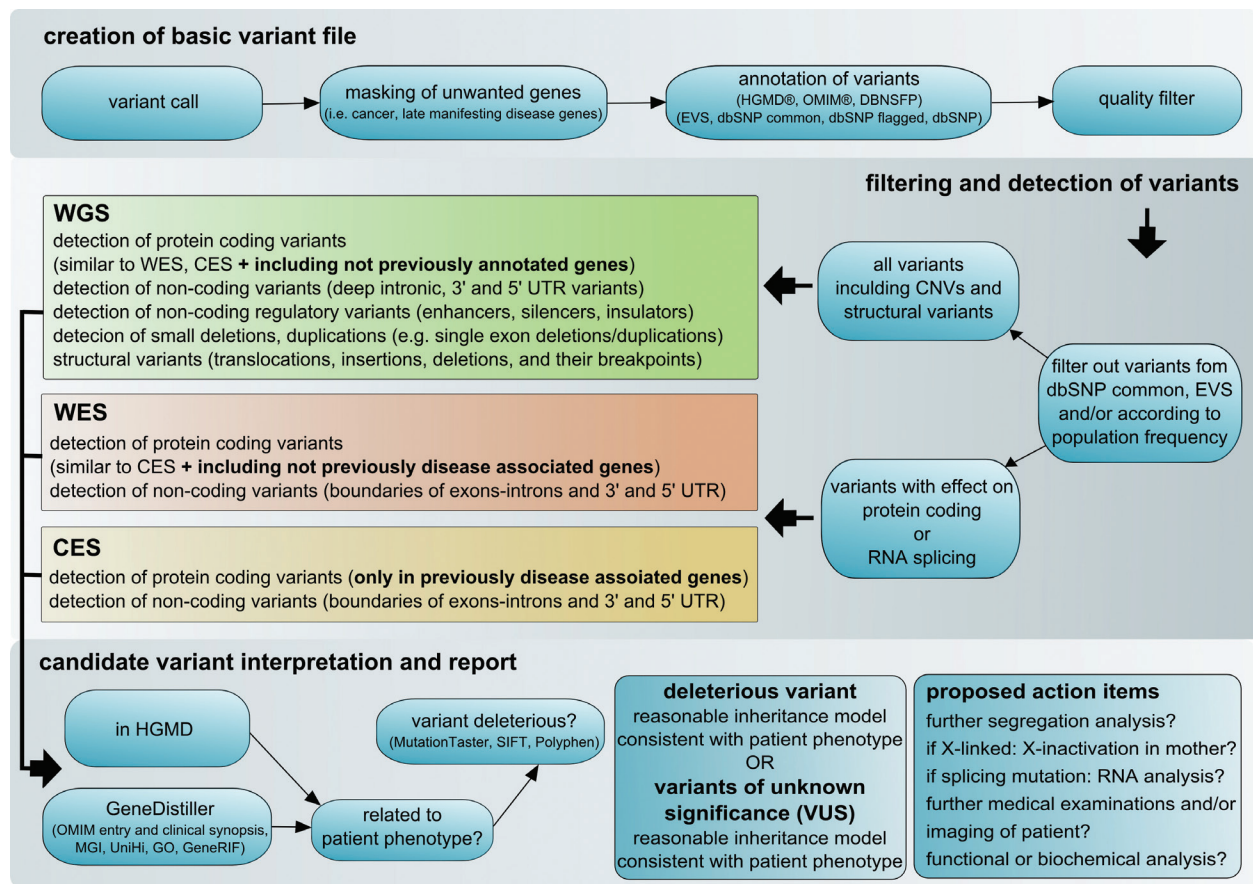 creation of basic variant file
variant call
masking of unwanted genes
(i.e. cancer, late manifesting disease genes)
annotation of variants
(HGMD®, OMIM®, DBNSFP)
(EVS, dbSNP common, dbSNP flagged, dbSNP)
quality filter
filtering and detection of variants
WGS
detection of protein coding variants
(similar to WES, CES + including not previously annotated genes)
detection of non-coding variants (deep intronic, 3' and 5' UTR variants)
detection of non-coding regulatory variants (enhancers, silencers, insulators)
detecion of small deletions, duplications (e.g. single exon deletions/duplications)
structural variants (translocations, insertions, deletions, and their breakpoints)
all variants
inculding CNVs and
structural variants
filter out variants fom
dbSNP common, EVS
and/or according to
population frequency
WES
detection of protein coding variants
(similar to CES + including not previously disease associated genes)
detection of non-coding variants (boundaries of exons-introns and 3' and 5' UTR)
variants with effect on
protein coding
or
RNA splicing
CES
detection of protein coding variants (only in previously disease assoiated genes)
detection of non-coding variants (boundaries of exons-introns and 3' and 5' UTR)
candidate variant interpretation and report
in HGMD
GeneDistiller
(OMIM entry and clinical synopsis,
MGI, UniHi, GO, GeneRIF)
related to
patient phenotype?
variant deleterious?
(MutationTaster, SIFT, Polyphen)
deleterious variant
reasonable inheritance model
consistent with patient phenotype
OR
variants of unknown
significance (VUS)
reasonable inheritance model
consistent with patient phenotype
proposed action items
further segregation analysis?
if X-linked: X-inactivation in mother?
if splicing mutation: RNA analysis?
further medical examinations and/or
imaging of patient?
functional or biochemical analysis?